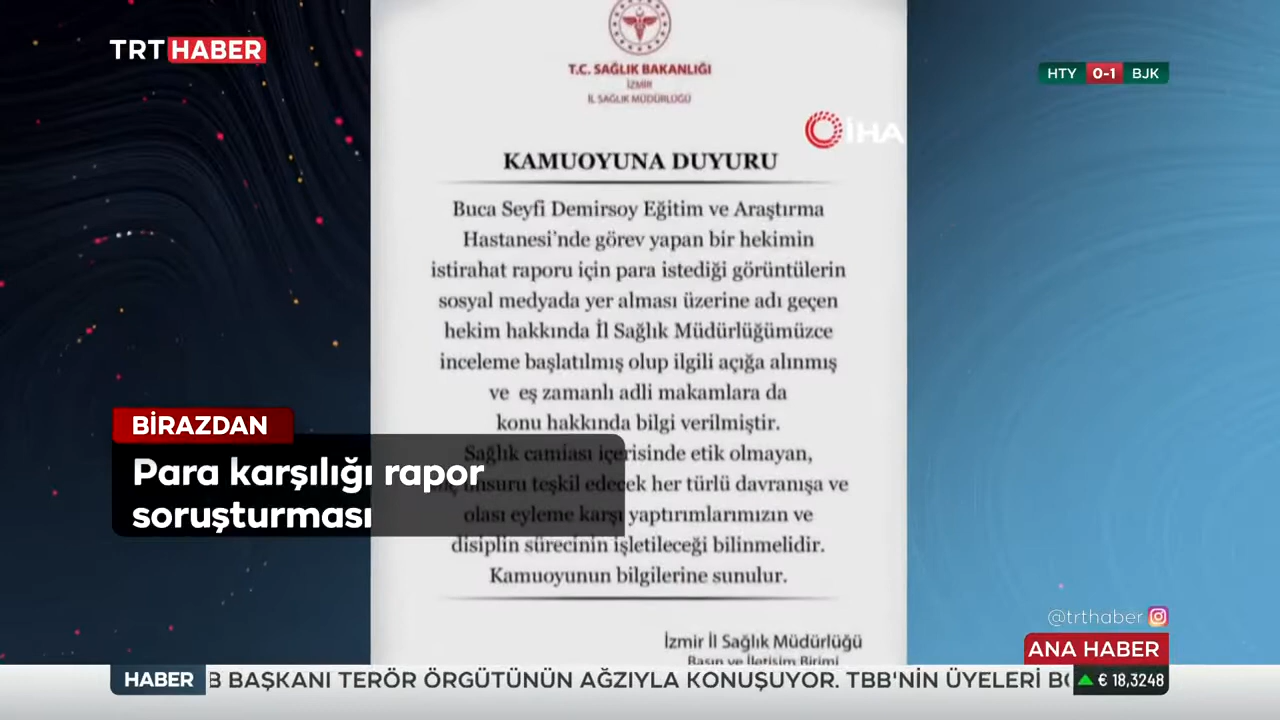 TRT HABER
HTY 0-1 BJK
T.C. SAĞLIK BAKANLIĞI
İZMİR
İL SAĞLIK MÜDÜRLÜĞÜ
İHA
KAMUOYUNA DUYURU
Buca Seyfi Demirsoy Eğitim ve Araştırma
Hastanesi'nde görev yapan bir hekimin
istirahat raporu için para istediği görüntülerin
sosyal medyada yer alması üzerine adı geçen
hekim hakkında İl Sağlık Müdürlüğümüzce
inceleme başlatılmış olup ilgili açığa alınmış
ve eş zamanlı adli makamlara da
konu hakkında bilgi verilmiştir.
Sağlık camiası içerisinde etik olmayan,
unsuru teşkil edecek her türlü davranışa ve
olası eyleme karşı yaptırımlarımızın ve
disiplin sürecinin işletileceği bilinmelidir.
Kamuoyunun bilgilerine sunulur.
İzmir İl Sağlık Müdürlüğü
Basın ve İletişim Birimi
BİRAZDAN
Para karşılığı rapor
soruşturması
@trthaber
ANA HABER
HABER B BAŞKANI TERÖR ÖRGÜTÜNÜN AĞZIYLA KONUŞUYOR. TBB'NİN ÜYELERİ
€ 18,3248